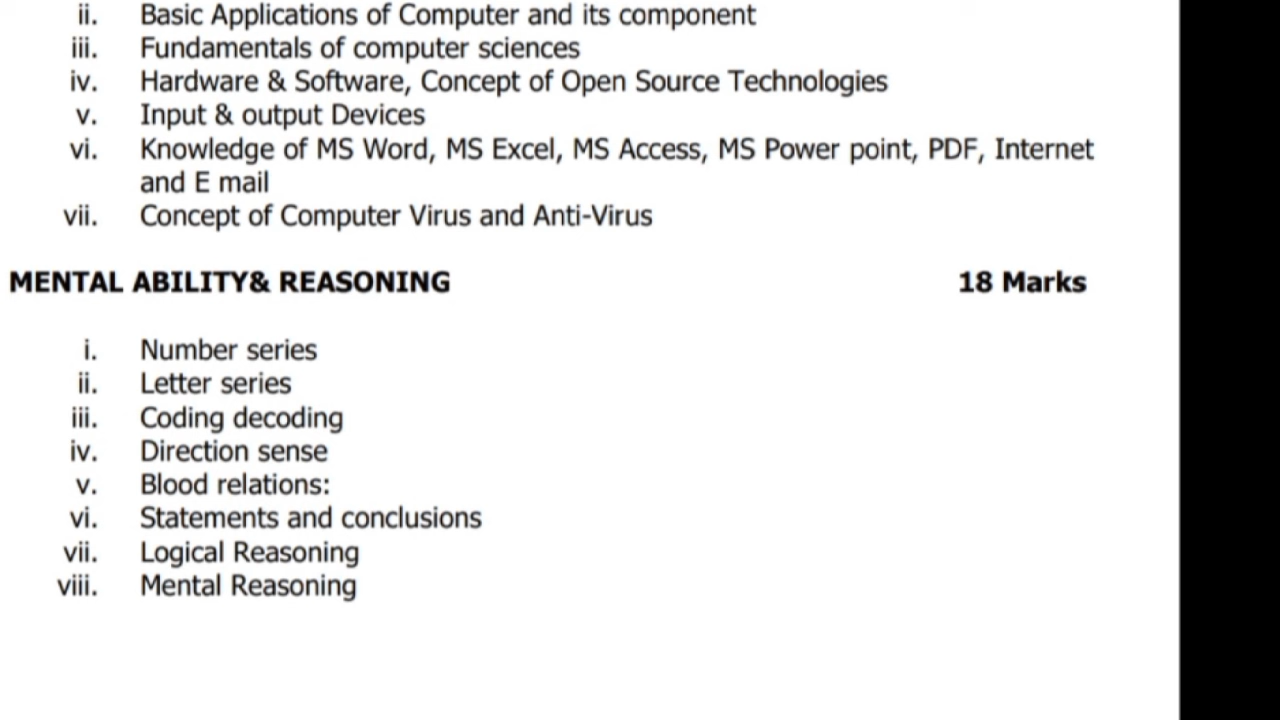 ii. Basic Applications of Computer and its component
iii. Fundamentals of computer sciences
iv. Hardware & Software, Concept of Open Source Technologies
v. Input & output Devices
vi. Knowledge of MS Word, MS Excel, MS Access, MS Power point, PDF, Internet
and E mail
vii. Concept of Computer Virus and Anti-Virus
MENTAL ABILITY& REASONING 18 Marks
i. Number series
ii. Letter series
iii. Coding decoding
iv. Direction sense
v. Blood relations:
vi. Statements and conclusions
vii. Logical Reasoning
viii. Mental Reasoning